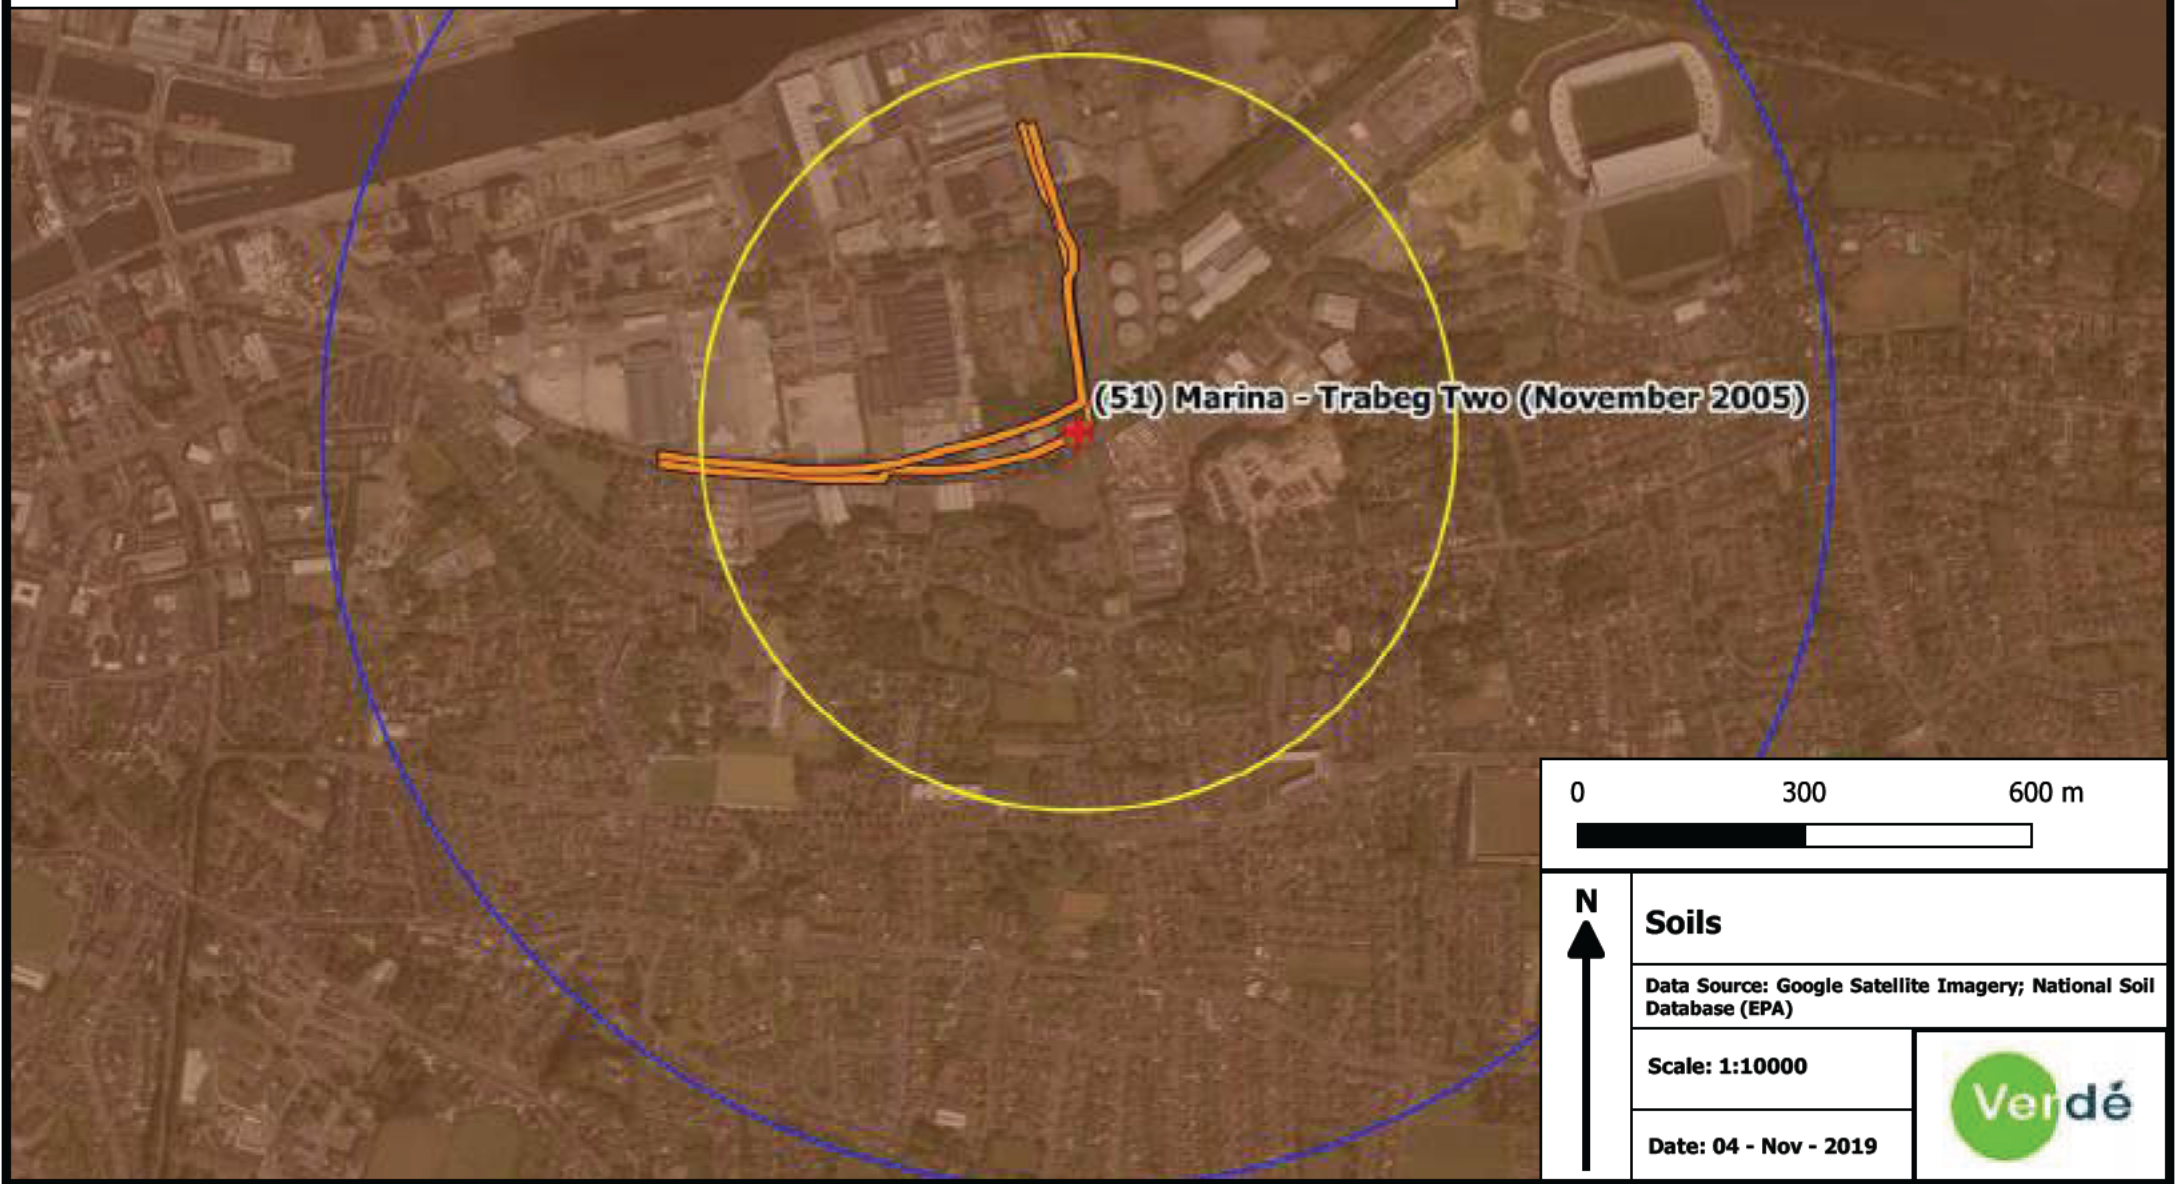 (51) Marina - Trabeg Two (November 2005)
0 300 600 m
N
Soils
Data Source: Google Satellite Imagery; National Soil
Database (EPA)
Scale: 1:10000
Date: 04 - Nov - 2019
Verdé